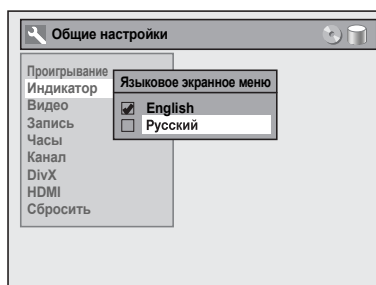 Общие настройки
Проигрывание
Индикатор
Видео
Запись
Часы
Канал
DivX
HDMI
Сбросить
Языковое экранное меню
English
Русский